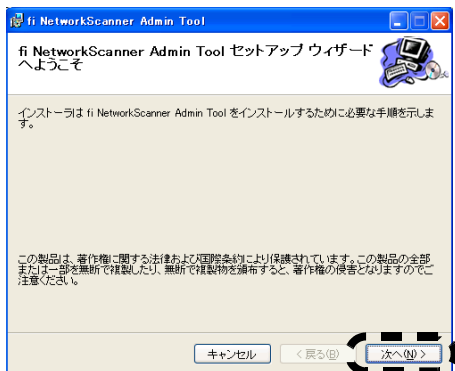 fi NetworkScanner Admin Tool
fi NetworkScanner Admin Tool セットアップ ウィザード
へようこそ
インストーラは fi NetworkScanner Admin Tool をインストールするために必要な手順を示しま
す。
この製品は、著作権に関する法律および国際条約により保護されています。この製品の全部
または一部を無断で複製したり、無断で複製物を頒布すると、著作権の侵害となりますのでご
注意ください。
キャンセル
< 戻る(B)
次へ(N) >